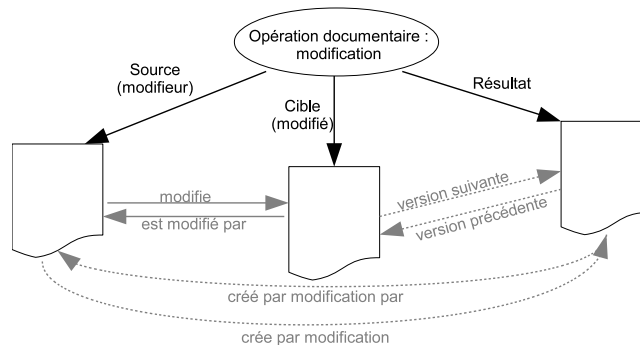 Opération documentaire :
modification
Source
(modifieur)
Cible
(modifié)
Résultat
modifie
est modifié par
version suivante
version précédente
créé par modification par
crée par modification